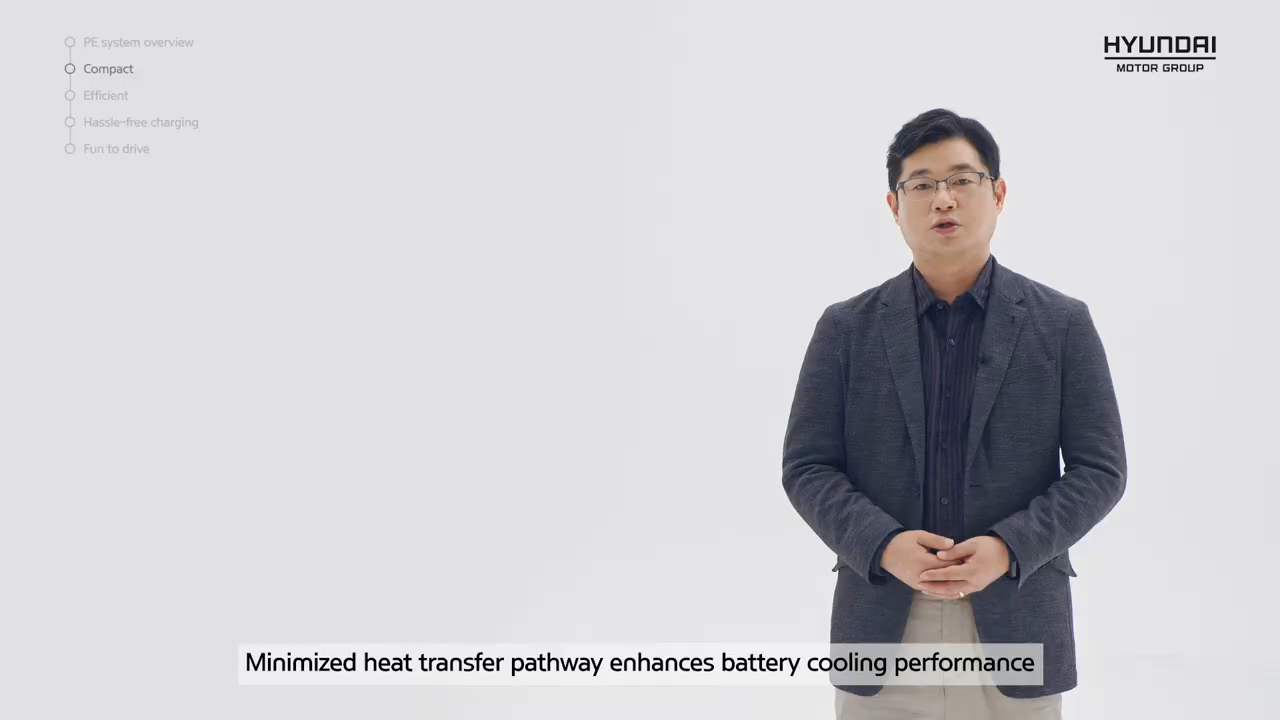 PE system overview
Compact
Efficient
Hassle-free charging
Fun to drive
HYUNDAI
MOTOR GROUP
Minimized heat transfer pathway enhances battery cooling performance